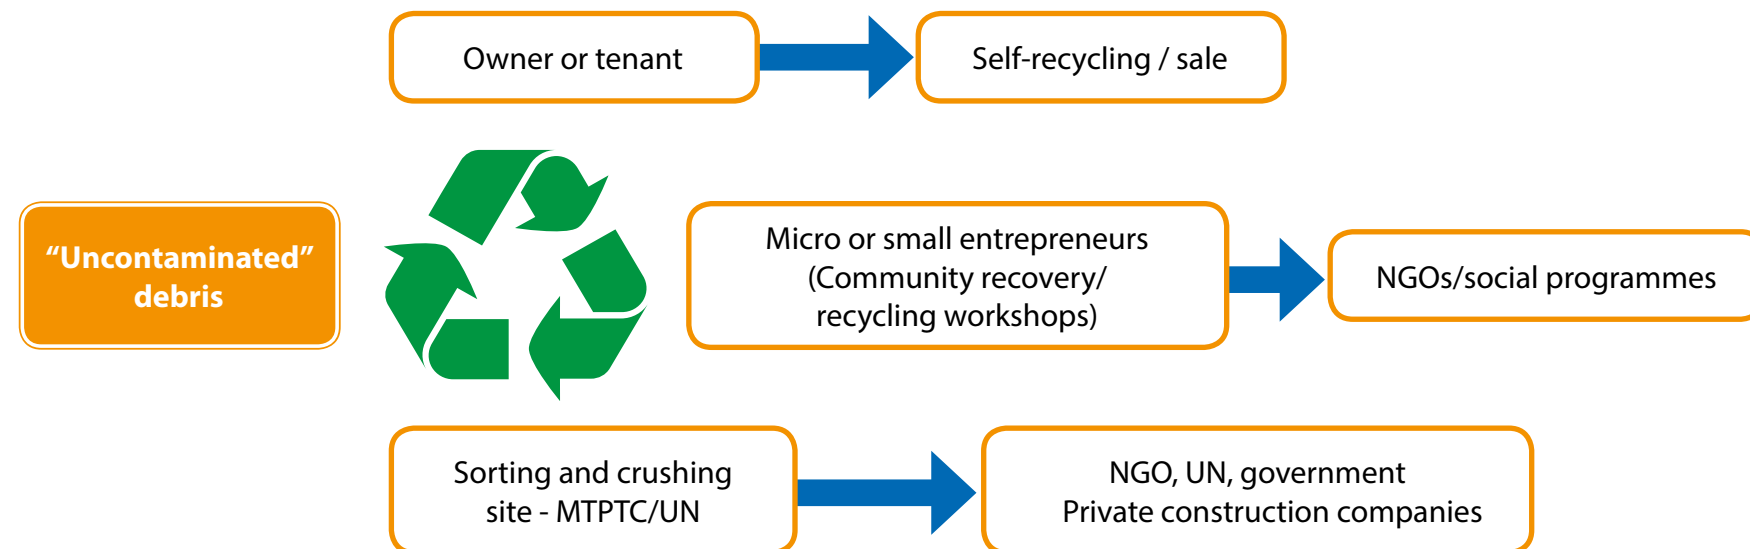 Owner or tenant
Self-recycling / sale
“Uncontaminated”
debris
Micro or small entrepreneurs
(Community recovery/
recycling workshops)
NGOs/social programmes
Sorting and crushing
site - MTPTC/UN
NGO, UN, government
Private construction companies